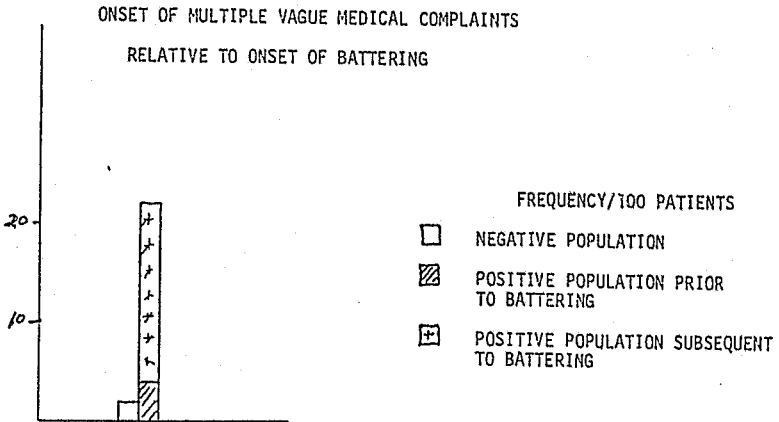 ONSET OF MULTIPLE VAGUE MEDICAL COMPLAINTS
RELATIVE TO ONSET OF BATTERING
20
10
FREQUENCY/100 PATIENTS
NEGATIVE POPULATION
POSITIVE POPULATION PRIOR
TO BATTERING
POSITIVE POPULATION SUBSEQUENT
TO BATTERING